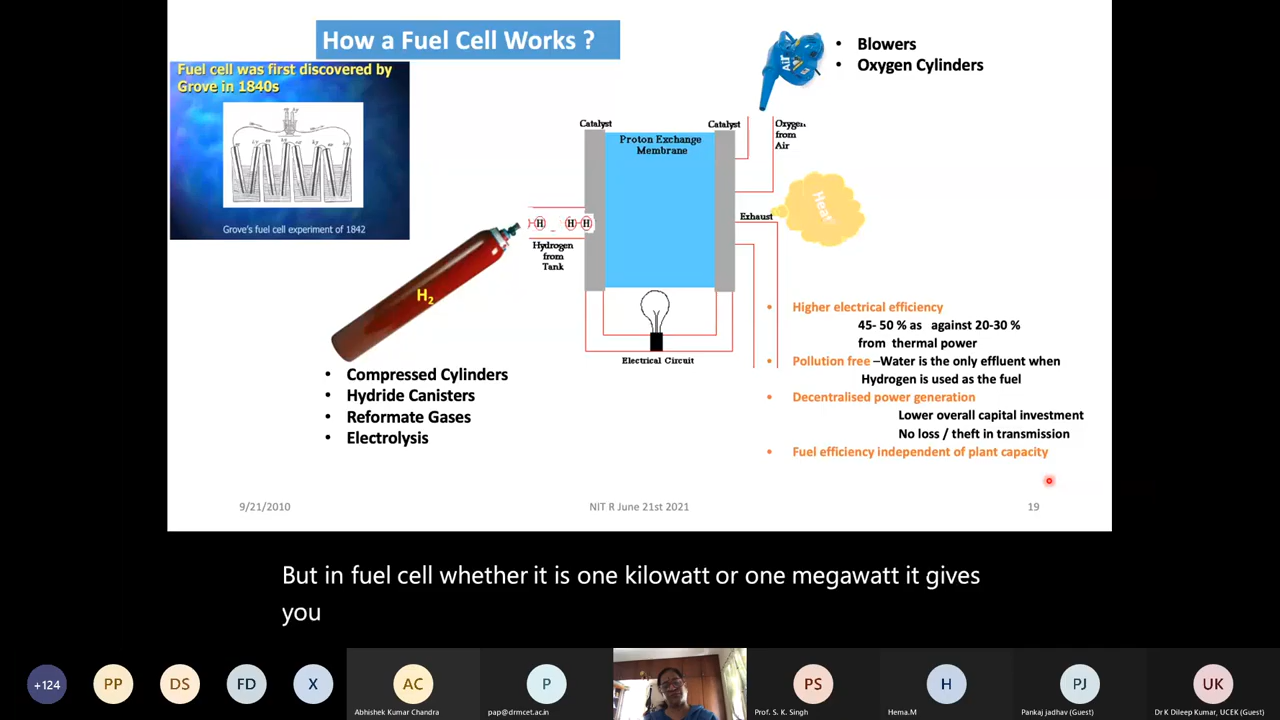 How a Fuel Cell Works ?
Fuel cell was first discovered by
Grove in 1840s
Grove's fuel cell experiment of 1842
AIR
• Blowers
• Oxygen Cylinders
Catalyst
Catalyst
Proton Exchange
Membrane
Oxygen
from
Air
Exhaust
Heat
H H H
Hydrogen
from
Tank
H2
Electrical Circuit
• Compressed Cylinders
• Hydride Canisters
• Reformate Gases
• Electrolysis
• Higher electrical efficiency
45- 50 % as against 20-30 %
from thermal power
• Pollution free –Water is the only effluent when
Hydrogen is used as the fuel
• Decentralised power generation
Lower overall capital investment
No loss / theft in transmission
• Fuel efficiency independent of plant capacity
9/21/2010
NIT R June 21st 2021
19
But in fuel cell whether it is one kilowatt or one megawatt it gives
you
+124
PP
DS
FD
X
AC
Abhishek Kumar Chandra
P
pap@drmcet.ac.in
PS
Prof. S. K. Singh
H
Hema.M
PJ
Pankaj jadhav (Guest)
UK
Dr K Dileep Kumar, UCEK (Guest)